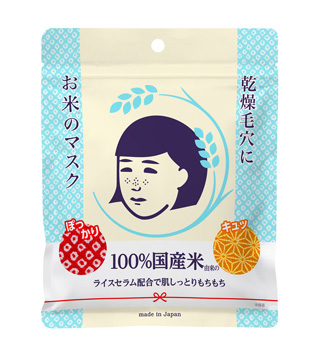 乾燥毛穴に
お米のマスク
ぽっかり
キュッ
100%国産米由来の
ライスセラム配合で肌しっとりもちもち
made in Japan